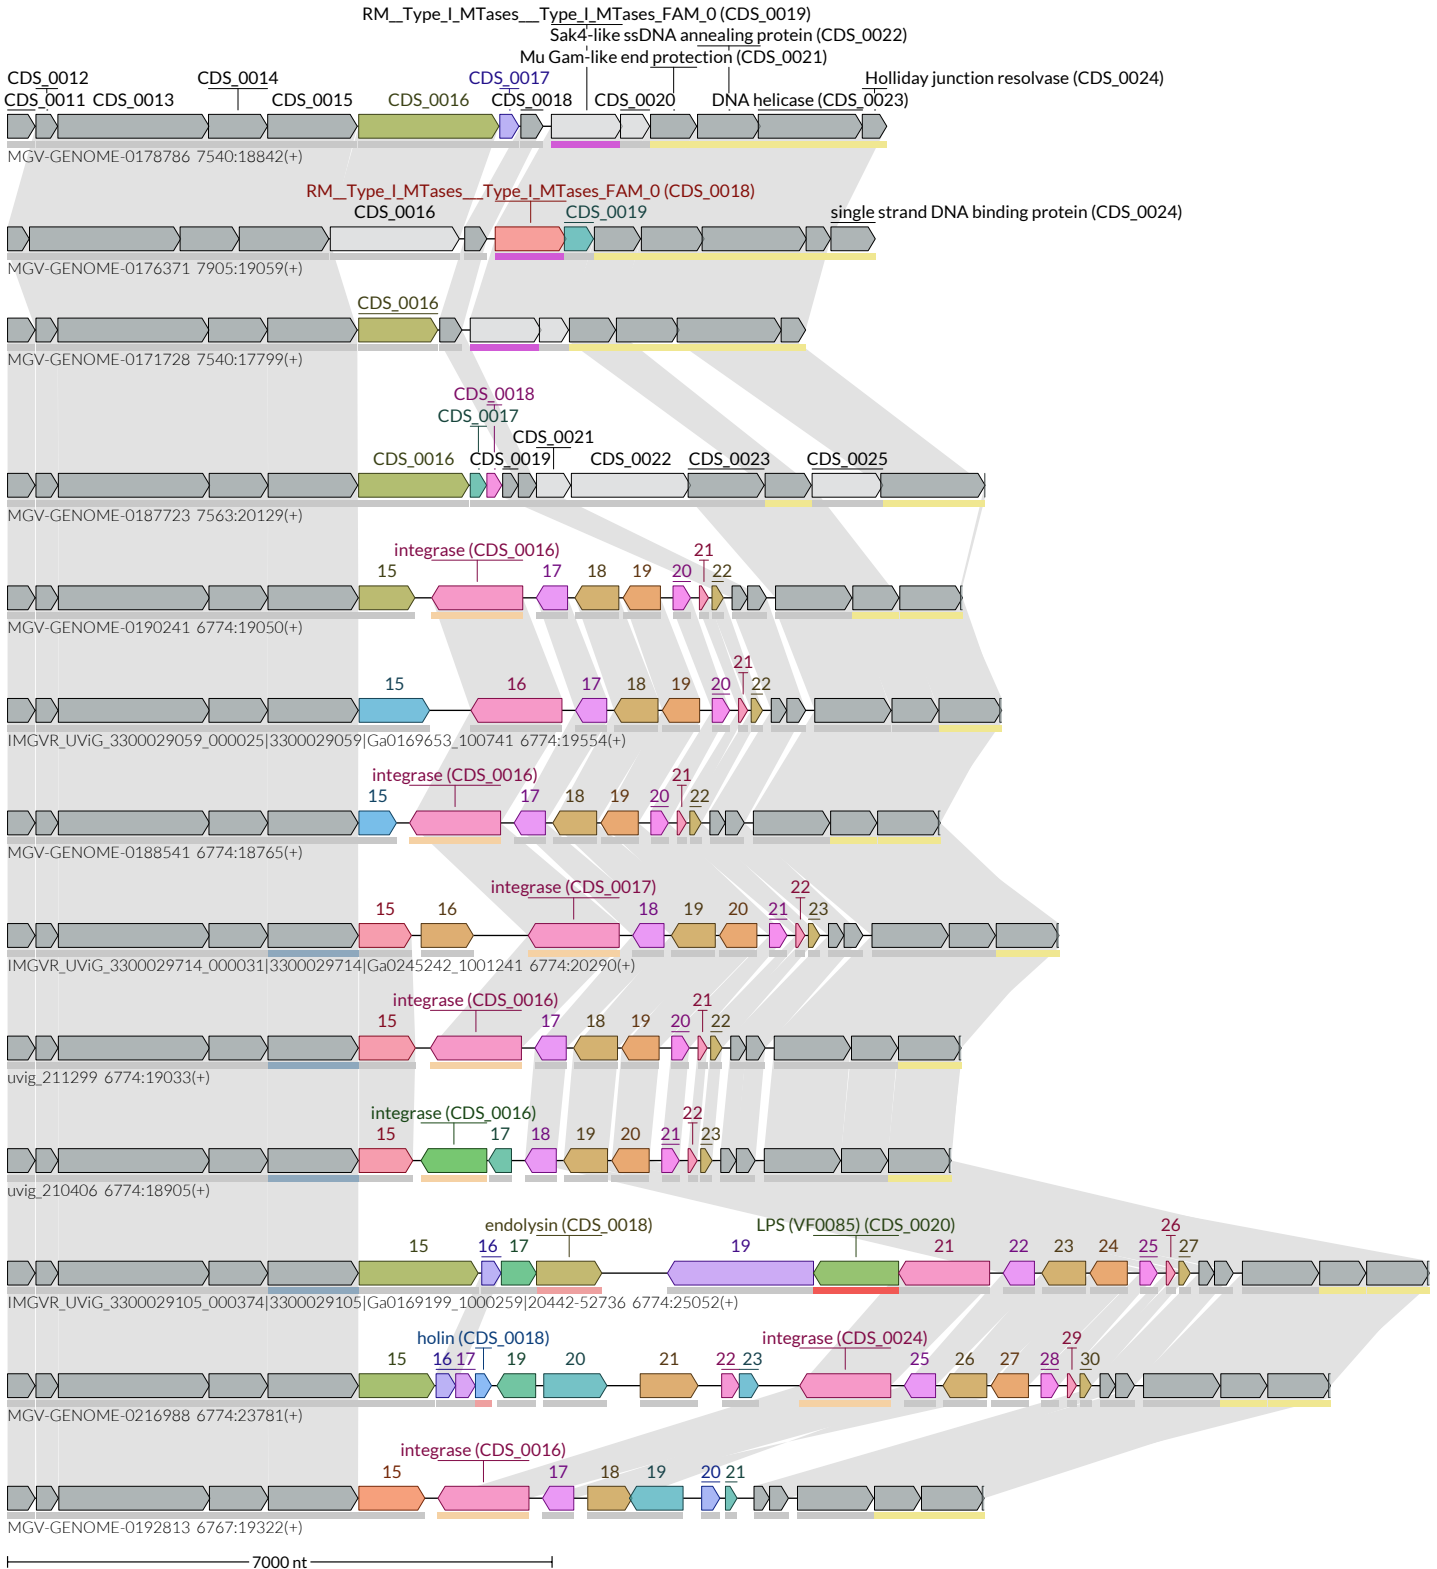 RM__Type_I_MTases___Type_I_MTases_FAM_0 (CDS_0019)
Sak4-like ssDNA annealing protein (CDS_0022)
Mu Gam-like end protection (CDS_0021)
CDS_0012 CDS_0014 CDS_0017 Holliday junction resolvase (CDS_0024)
CDS_0011 CDS_0013 CDS_0015 CDS_0016 CDS_0018 CDS_0020 DNA helicase (CDS_0023)
MGV-GENOME-0178786 7540:18842(+)
RM__Type_I_MTases___Type_I_MTases_FAM_0 (CDS_0018)
CDS_0016 CDS_0019 single strand DNA binding protein (CDS_0024)
MGV-GENOME-0176371 7905:19059(+)
CDS_0016
MGV-GENOME-0171728 7540:17799(+)
CDS_0018
CDS_0017
CDS_0021
CDS_0016 CDS_0019 CDS_0022 CDS_0023 CDS_0025
MGV-GENOME-0187723 7563:20129(+)
integrase (CDS_0016) 21
15 17 18 19 20 22
MGV-GENOME-0190241 6774:19050(+)
21
15 16 17 18 19 20 22
IMGVR_UViG_3300029059_000025|3300029059|Ga0169653_100741 6774:19554(+)
integrase (CDS_0016) 21
15 17 18 19 20 22
MGV-GENOME-0188541 6774:18765(+)
integrase (CDS_0017) 22
15 16 18 19 20 21 23
IMGVR_UViG_3300029714_000031|3300029714|Ga0245242_1001241 6774:20290(+)
integrase (CDS_0016) 21
15 17 18 19 20 22
uvig_211299 6774:19033(+)
integrase (CDS_0016) 22
15 17 18 19 20 21 23
uvig_210406 6774:18905(+)
endolysin (CDS_0018) LPS (VF0085) (CDS_0020) 26
15 16 17 19 21 22 23 24 25 27
IMGVR_UViG_3300029105_000374|3300029105|Ga0169199_1000259|20442-52736 6774:25052(+)
holin (CDS_0018) integrase (CDS_0024) 29
15 16 17 19 20 21 22 23 25 26 27 28 30
MGV-GENOME-0216988 6774:23781(+)
integrase (CDS_0016)
15 17 18 19 20 21
MGV-GENOME-0192813 6767:19322(+)
7000 nt